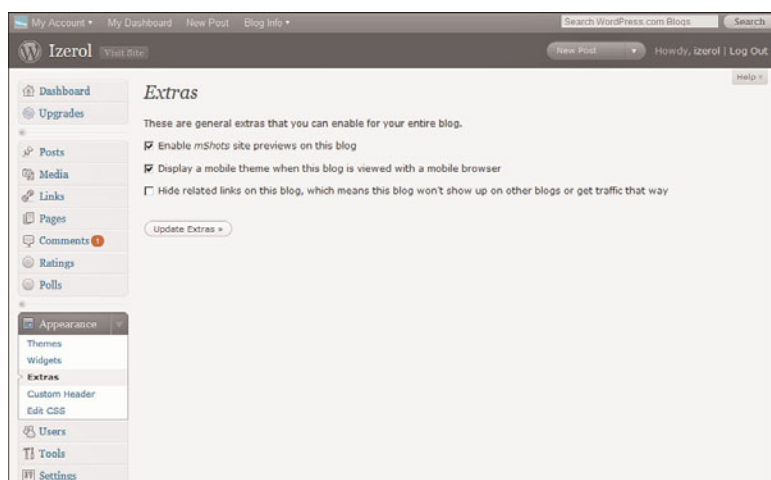 My Account ▾ My Dashboard New Post Blog Info ▾ Search WordPress.com Blogs Search
Izerol Visit Site New Post Howdy, izerol | Log Out
Help
Dashboard
Upgrades
Posts
Media
Links
Pages
Comments 1
Ratings
Polls
Appearance
Themes
Widgets
Extras
Custom Header
Edit CSS
Users
Tools
Settings
Extras
These are general extras that you can enable for your entire blog.
Enable mShots site previews on this blog
Display a mobile theme when this blog is viewed with a mobile browser
Hide related links on this blog, which means this blog won't show up on other blogs or get traffic that way
Update Extras »